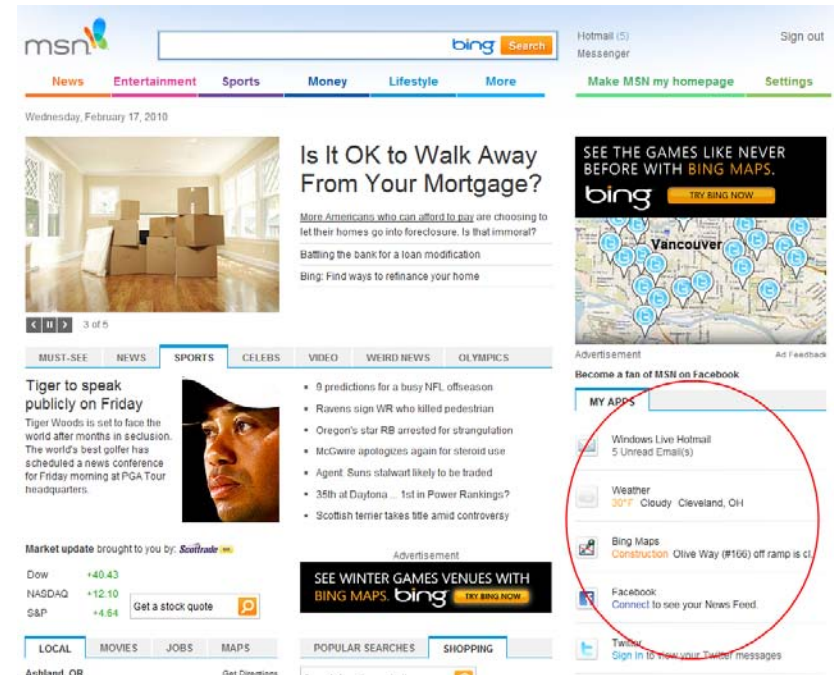 msn
bing Search
Hotmail (5)
Messenger
Sign out
News Entertainment Sports Money Lifestyle More
Make MSN my homepage Settings
Wednesday, February 17, 2010
Is It OK to Walk Away
From Your Mortgage?
More Americans who can afford to pay are choosing to
let their homes go into foreclosure. Is that immoral?
Battling the bank for a loan modification
Bing: Find ways to refinance your home
3 of 5
SEE THE GAMES LIKE NEVER
BEFORE WITH BING MAPS.
bing TRY BING NOW
Vancouver
Advertisement Ad Feedback
Become a fan of MSN on Facebook
MUST-SEE NEWS SPORTS CELEBS VIDEO WEIRD NEWS OLYMPICS
Tiger to speak
publicly on Friday
Tiger Woods is set to face the
world after months in seclusion.
The world's best golfer has
scheduled a news conference
for Friday morning at PGA Tour
headquarters.
9 predictions for a busy NFL offseason
Ravens sign WR who killed pedestrian
Oregon's star RB arrested for strangulation
McGwire apologizes again for steroid use
Agent: Suns stalwart likely to be traded
35th at Daytona ... 1st in Power Rankings?
Scottish terrier takes title amid controversy
MY APPS
Windows Live Hotmail
5 Unread Email(s)
Weather
30°F Cloudy Cleveland, OH
Bing Maps
Construction Olive Way (#166) off ramp is cl.
Facebook
Connect to see your News Feed.
Twitter
Sign in to view your Twitter messages
Market update brought to you by: Scottrade
Dow +40.43
NASDAQ +12.10
S&P +4.64
Get a stock quote
Advertisement
SEE WINTER GAMES VENUES WITH
BING MAPS. bing TRY BING NOW
LOCAL MOVIES JOBS MAPS
POPULAR SEARCHES SHOPPING
Ashland, OR Get Directions